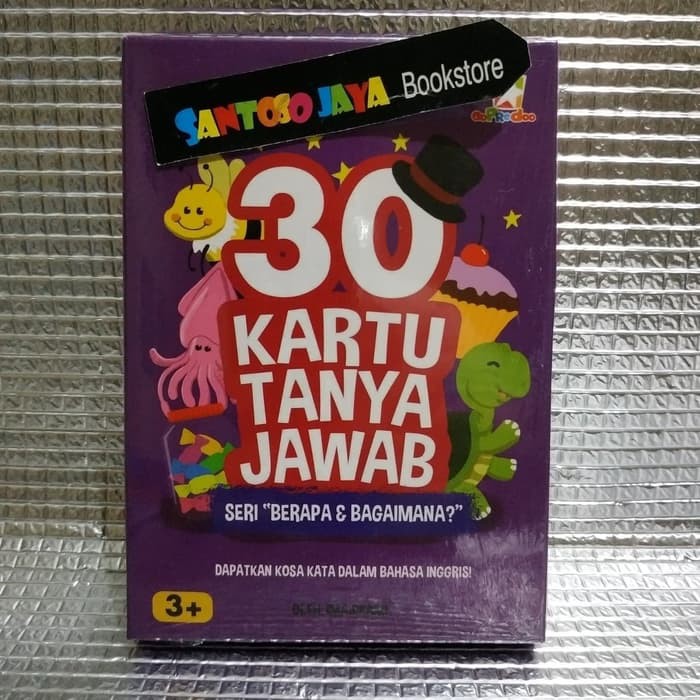 SANTOSO JAYA Bookstore
30
KARTU
TANYA
JAWAB
SERI "BERAPA & BAGAIMANA?"
DAPATKAN KOSA KATA DALAM BAHASA INGGRIS!
3+